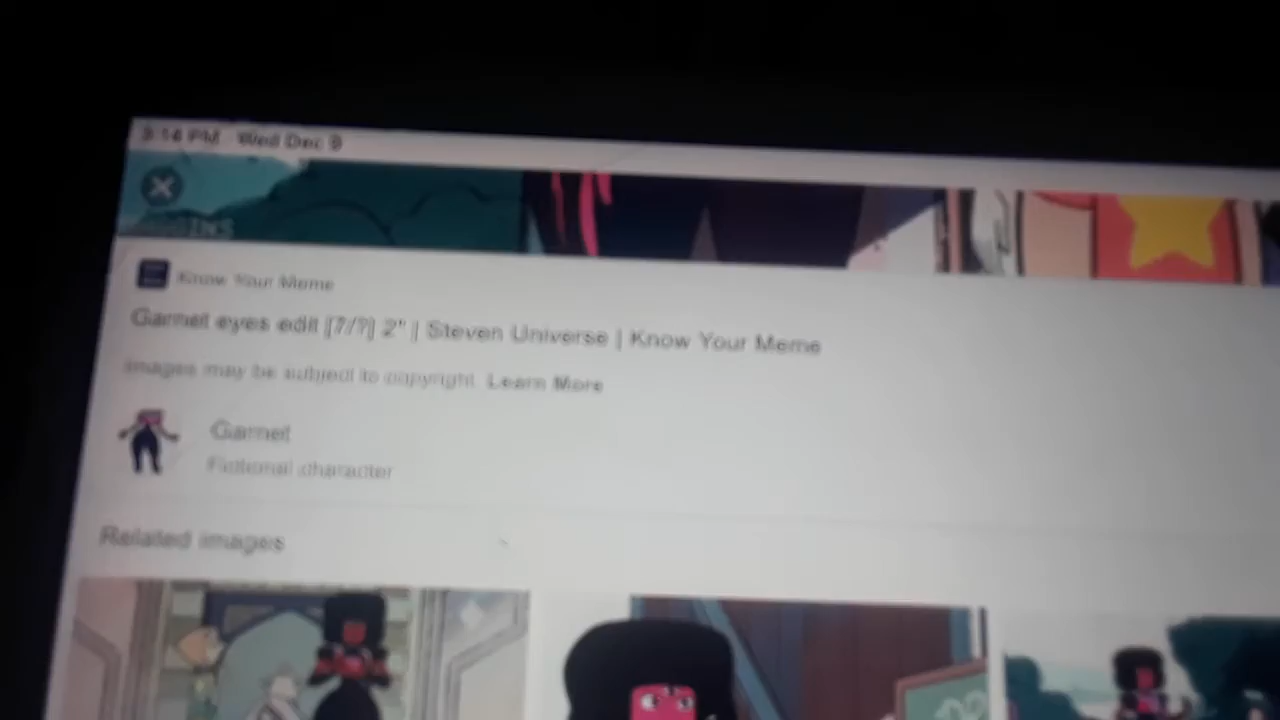 3:14 PM Wed Dec 9
Know Your Meme
Garnet eyes edit [7/?] 2" | Steven Universe | Know Your Meme
Images may be subject to copyright. Learn More
Garnet
Fictional character
Related images